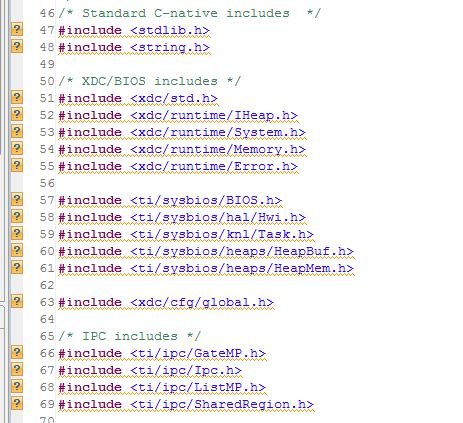 46 /* Standard C-native includes  */
47 #include <stdlib.h>
48 #include <string.h>
49
50 /* XDC/BIOS includes */
51 #include <xdc/std.h>
52 #include <xdc/runtime/IHeap.h>
53 #include <xdc/runtime/System.h>
54 #include <xdc/runtime/Memory.h>
55 #include <xdc/runtime/Error.h>
56
57 #include <ti/sysbios/BIOS.h>
58 #include <ti/sysbios/hal/Hwi.h>
59 #include <ti/sysbios/knl/Task.h>
60 #include <ti/sysbios/heaps/HeapBuf.h>
61 #include <ti/sysbios/heaps/HeapMem.h>
62
63 #include <xdc/cfg/global.h>
64
65 /* IPC includes */
66 #include <ti/ipc/GateMP.h>
67 #include <ti/ipc/Ipc.h>
68 #include <ti/ipc/ListMP.h>
69 #include <ti/ipc/SharedRegion.h>
70